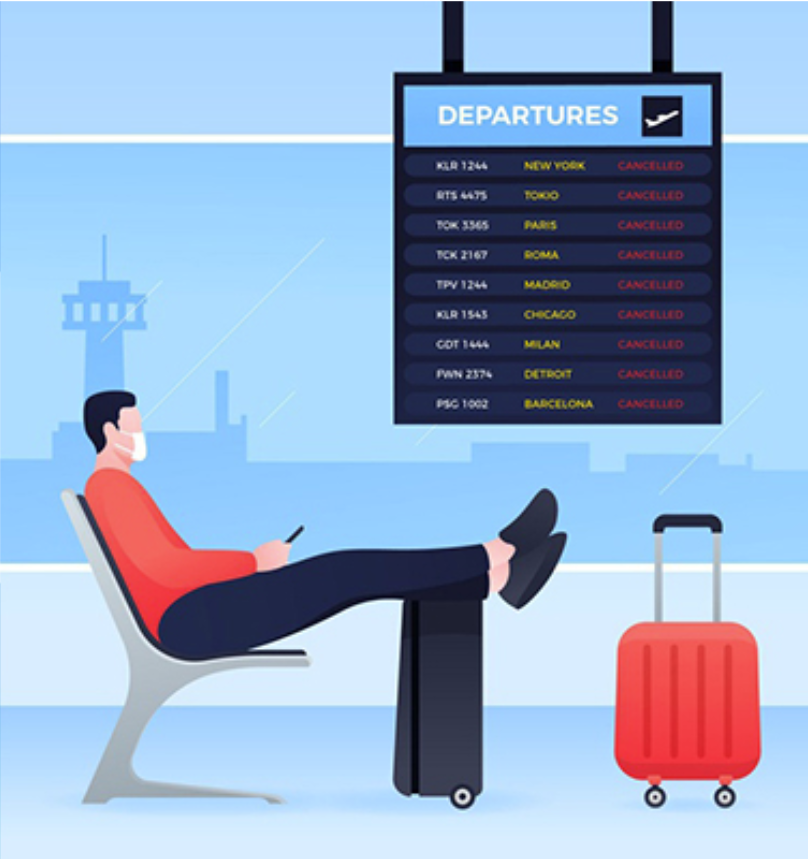 DEPARTURES
KLR 1244 NEW YORK CANCELLED
RTS 4475 TOKIO CANCELLED
TOK 3365 PARIS CANCELLED
TCK 2167 ROMA CANCELLED
TPV 1244 MADRID CANCELLED
KLR 1543 CHICAGO CANCELLED
GDT 1444 MILAN CANCELLED
FWN 2374 DETROIT CANCELLED
PSG 1002 BARCELONA CANCELLED